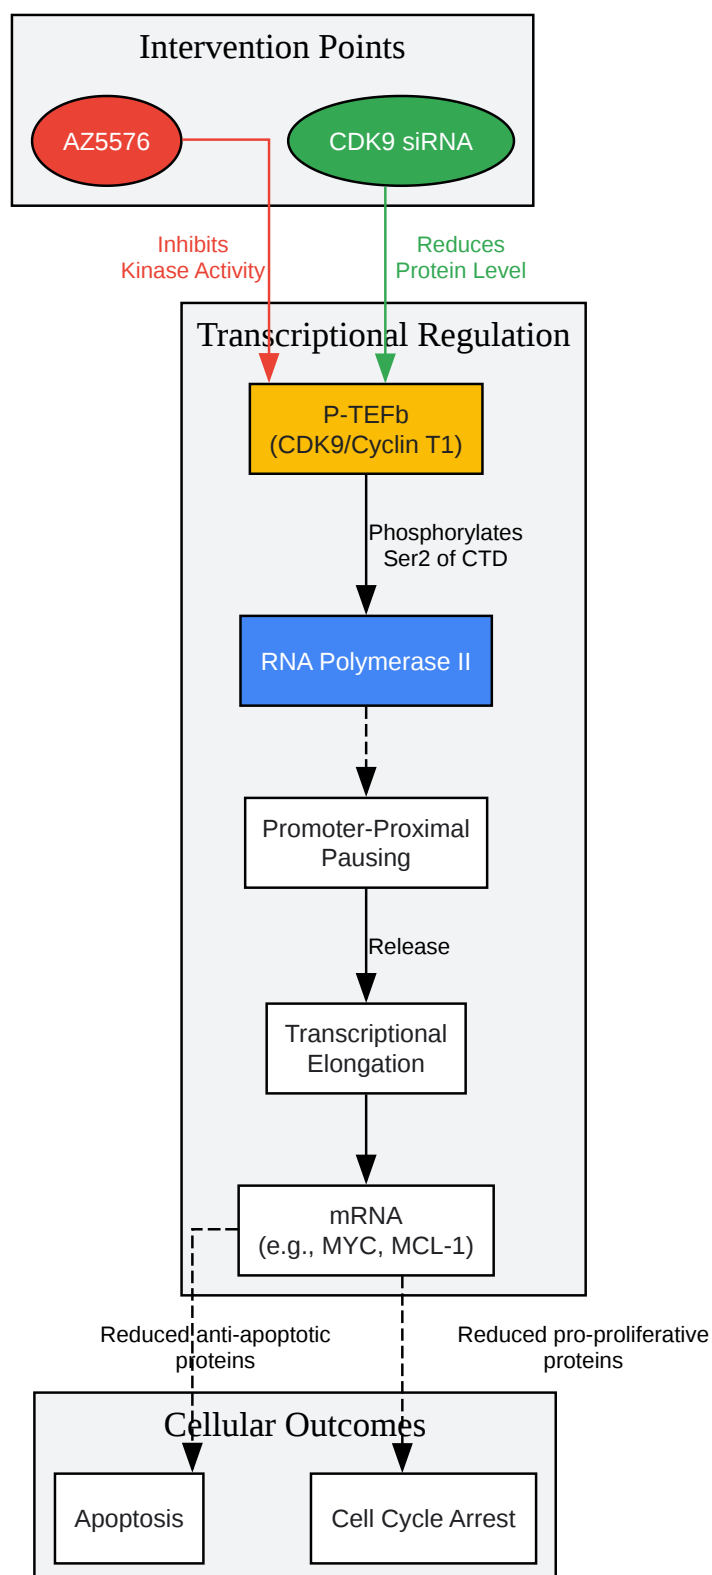 Intervention Points
AZ5576
CDK9 siRNA
Inhibits
Kinase Activity
Reduces
Protein Level
Transcriptional Regulation
P-TEFb
(CDK9/Cyclin T1)
Phosphorylates
Ser2 of CTD
RNA Polymerase II
Promoter-Proximal
Pausing
Release
Transcriptional
Elongation
mRNA
(e.g., MYC, MCL-1)
Reduced anti-apoptotic
proteins
Reduced pro-proliferative
proteins
Cellular Outcomes
Apoptosis
Cell Cycle Arrest